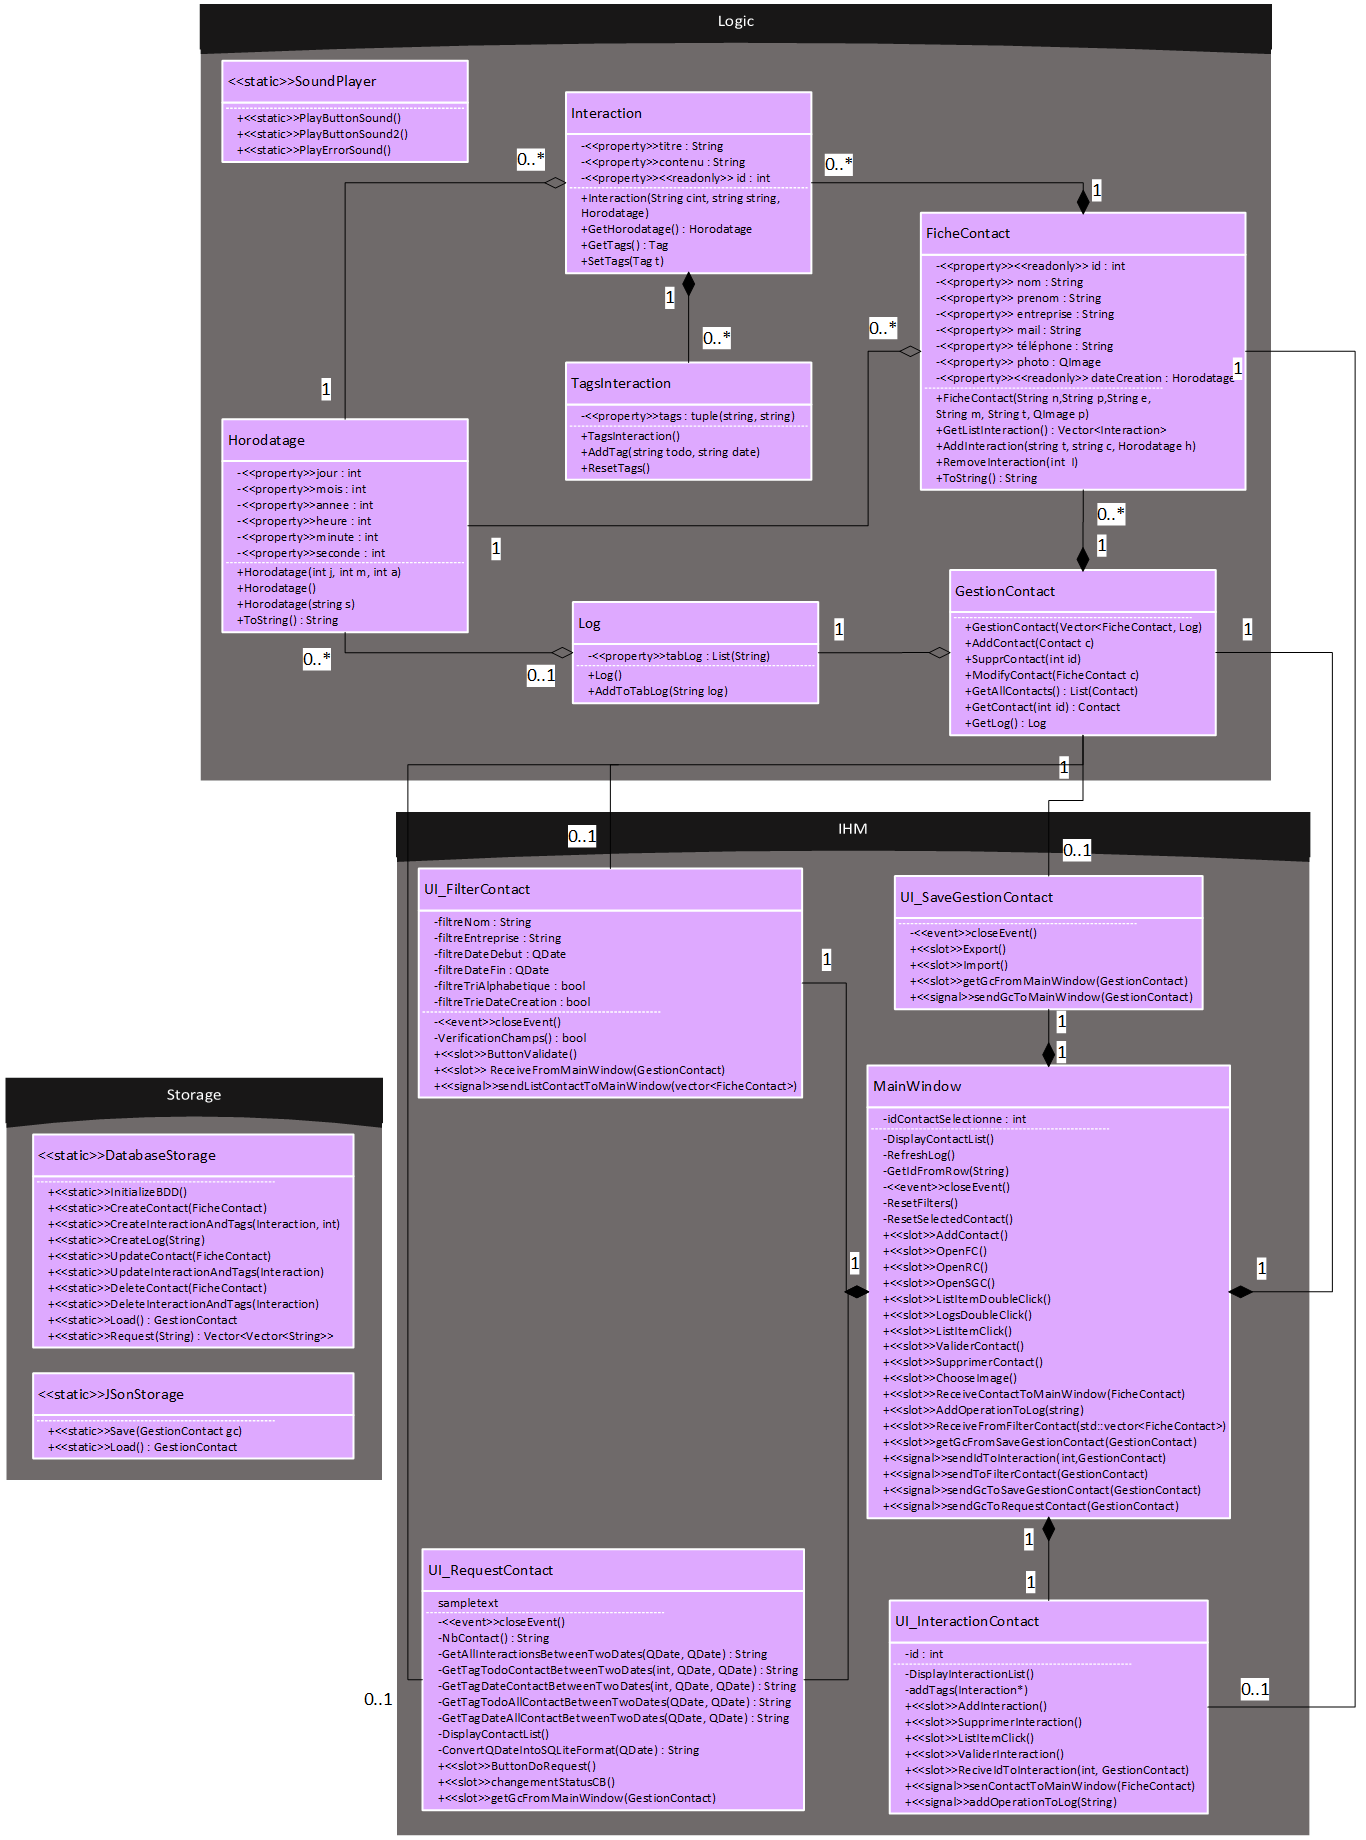 Logic
<<static>>SoundPlayer
+<<static>>PlayButtonSound()
+<<static>>PlayButtonSound2()
+<<static>>PlayErrorSound()
Interaction
-<<property>>titre : String
-<<property>>contenu : String
-<<property>><<readonly>> id : int
+Interaction(String cint, string string,
Horodatage)
+GetHorodatage() : Horodatage
+GetTags() : Tag
+SetTags(Tag t)
0..*
0..*
1
FicheContact
-<<property>><<readonly>> id : int
-<<property>> nom : String
-<<property>> prenom : String
-<<property>> entreprise : String
-<<property>> mail : String
-<<property>> téléphone : String
-<<property>> photo : QImage
-<<property>><<readonly>> dateCreation : Horodatage
+FicheContact(String n,String p,String e,
String m, String t, QImage p)
+GetListInteraction() : Vector<Interaction>
+AddInteraction(string t, string c, Horodatage h)
+RemoveInteraction(int I)
+ToString() : String
1
0..*
0..*
1
1
TagsInteraction
-<<property>>tags : tuple(string, string)
+TagsInteraction()
+AddTag(string todo, string date)
+ResetTags()
1
Horodatage
-<<property>>jour : int
-<<property>>mois : int
-<<property>>annee : int
-<<property>>heure : int
-<<property>>minute : int
-<<property>>seconde : int
+Horodatage(int j, int m, int a)
+Horodatage()
+Horodatage(string s)
+ToString() : String
1
0..*
1
0..*
0..1
Log
-<<property>>tabLog : List(String)
+Log()
+AddToTabLog(String log)
1
GestionContact
+GestionContact(Vector<FicheContact, Log)
+AddContact(Contact c)
+SupprContact(int id)
+ModifyContact(FicheContact c)
+GetAllContacts() : List(Contact)
+GetContact(int id) : Contact
+GetLog() : Log
1
1
IHM
0..1
0..1
UI_FilterContact
-filtreNom : String
-filtreEntreprise : String
-filtreDateDebut : QDate
-filtreDateFin : QDate
-filtreTriAlphabetique : bool
-filtreTrieDateCreation : bool
-<<event>>closeEvent()
-VerificationChamps() : bool
+<<slot>>ButtonValidate()
+<<slot>> ReceiveFromMainWindow(GestionContact)
+<<signal>>sendListContactToMainWindow(vector<FicheContact>)
1
UI_SaveGestionContact
-<<event>>closeEvent()
+<<slot>>Export()
+<<slot>>Import()
+<<slot>>getGcFromMainWindow(GestionContact)
+<<signal>>sendGcToMainWindow(GestionContact)
1
1
MainWindow
-idContactSelectionne : int
-DisplayContactList()
-RefreshLog()
-GetIdFromRow(String)
-<<event>>closeEvent()
-ResetFilters()
-ResetSelectedContact()
+<<slot>>AddContact()
+<<slot>>OpenFC()
+<<slot>>OpenRC()
+<<slot>>OpenSGC()
+<<slot>>ListItemDoubleClick()
+<<slot>>LogsDoubleClick()
+<<slot>>ListItemClick()
+<<slot>>ValiderContact()
+<<slot>>SupprimerContact()
+<<slot>>ChooseImage()
+<<slot>>ReceiveContactToMainWindow(FicheContact)
+<<slot>>AddOperationToLog(string)
+<<slot>>ReceiveFromFilterContact(std::vector<FicheContact>)
+<<slot>>getGcFromSaveGestionContact(GestionContact)
+<<signal>>sendIdToInteraction(int,GestionContact)
+<<signal>>sendToFilterContact(GestionContact)
+<<signal>>sendGcToSaveGestionContact(GestionContact)
+<<signal>>sendGcToRequestContact(GestionContact)
1
1
1
1
Storage
<<static>>DatabaseStorage
+<<static>>InitializeBDD()
+<<static>>CreateContact(FicheContact)
+<<static>>CreateInteractionAndTags(Interaction, int)
+<<static>>CreateLog(String)
+<<static>>UpdateContact(FicheContact)
+<<static>>UpdateInteractionAndTags(Interaction)
+<<static>>DeleteContact(FicheContact)
+<<static>>DeleteInteractionAndTags(Interaction)
+<<static>>Load() : GestionContact
+<<static>>Request(String) : Vector<Vector<String>>
<<static>>JSonStorage
+<<static>>Save(GestionContact gc)
+<<static>>Load() : GestionContact
UI_RequestContact
sampletext
-<<event>>closeEvent()
-NbContact() : String
-GetAllInteractionsBetweenTwoDates(QDate, QDate) : String
-GetTagTodoContactBetweenTwoDates(int, QDate, QDate) : String
-GetTagDateContactBetweenTwoDates(int, QDate, QDate) : String
-GetTagTodoAllContactBetweenTwoDates(QDate, QDate) : String
-GetTagDateAllContactBetweenTwoDates(QDate, QDate) : String
-DisplayContactList()
-ConvertQDateIntoSQLiteFormat(QDate) : String
+<<slot>>ButtonDoRequest()
+<<slot>>changementStatusCB()
+<<slot>>getGcFromMainWindow(GestionContact)
0..1
UI_InteractionContact
-id : int
-DisplayInteractionList()
-addTags(Interaction*)
+<<slot>>AddInteraction()
+<<slot>>SupprimerInteraction()
+<<slot>>ListItemClick()
+<<slot>>ValiderInteraction()
+<<slot>>ReciveIdToInteraction(int, GestionContact)
+<<signal>>senContactToMainWindow(FicheContact)
+<<signal>>addOperationToLog(String)
0..1